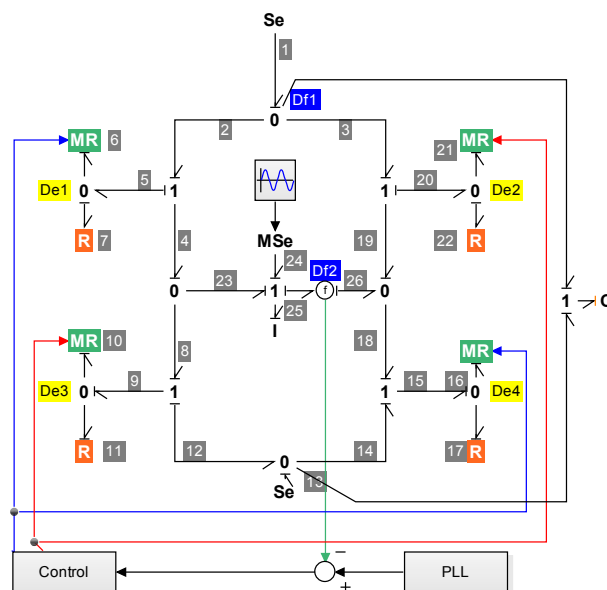 Se
1
Df1
2
0
3
MR
6
MR
21
5
1
1
20
De1
0
0
De2
R
7
MSe
4
19
22
R
24
Df2
0
23
1
f
26
0
1
C
25
I
8
18
MR
10
MR
9
15
16
De3
0
1
1
0
De4
R
11
12
14
17
R
0
13
Se
−
Control
PLL
+